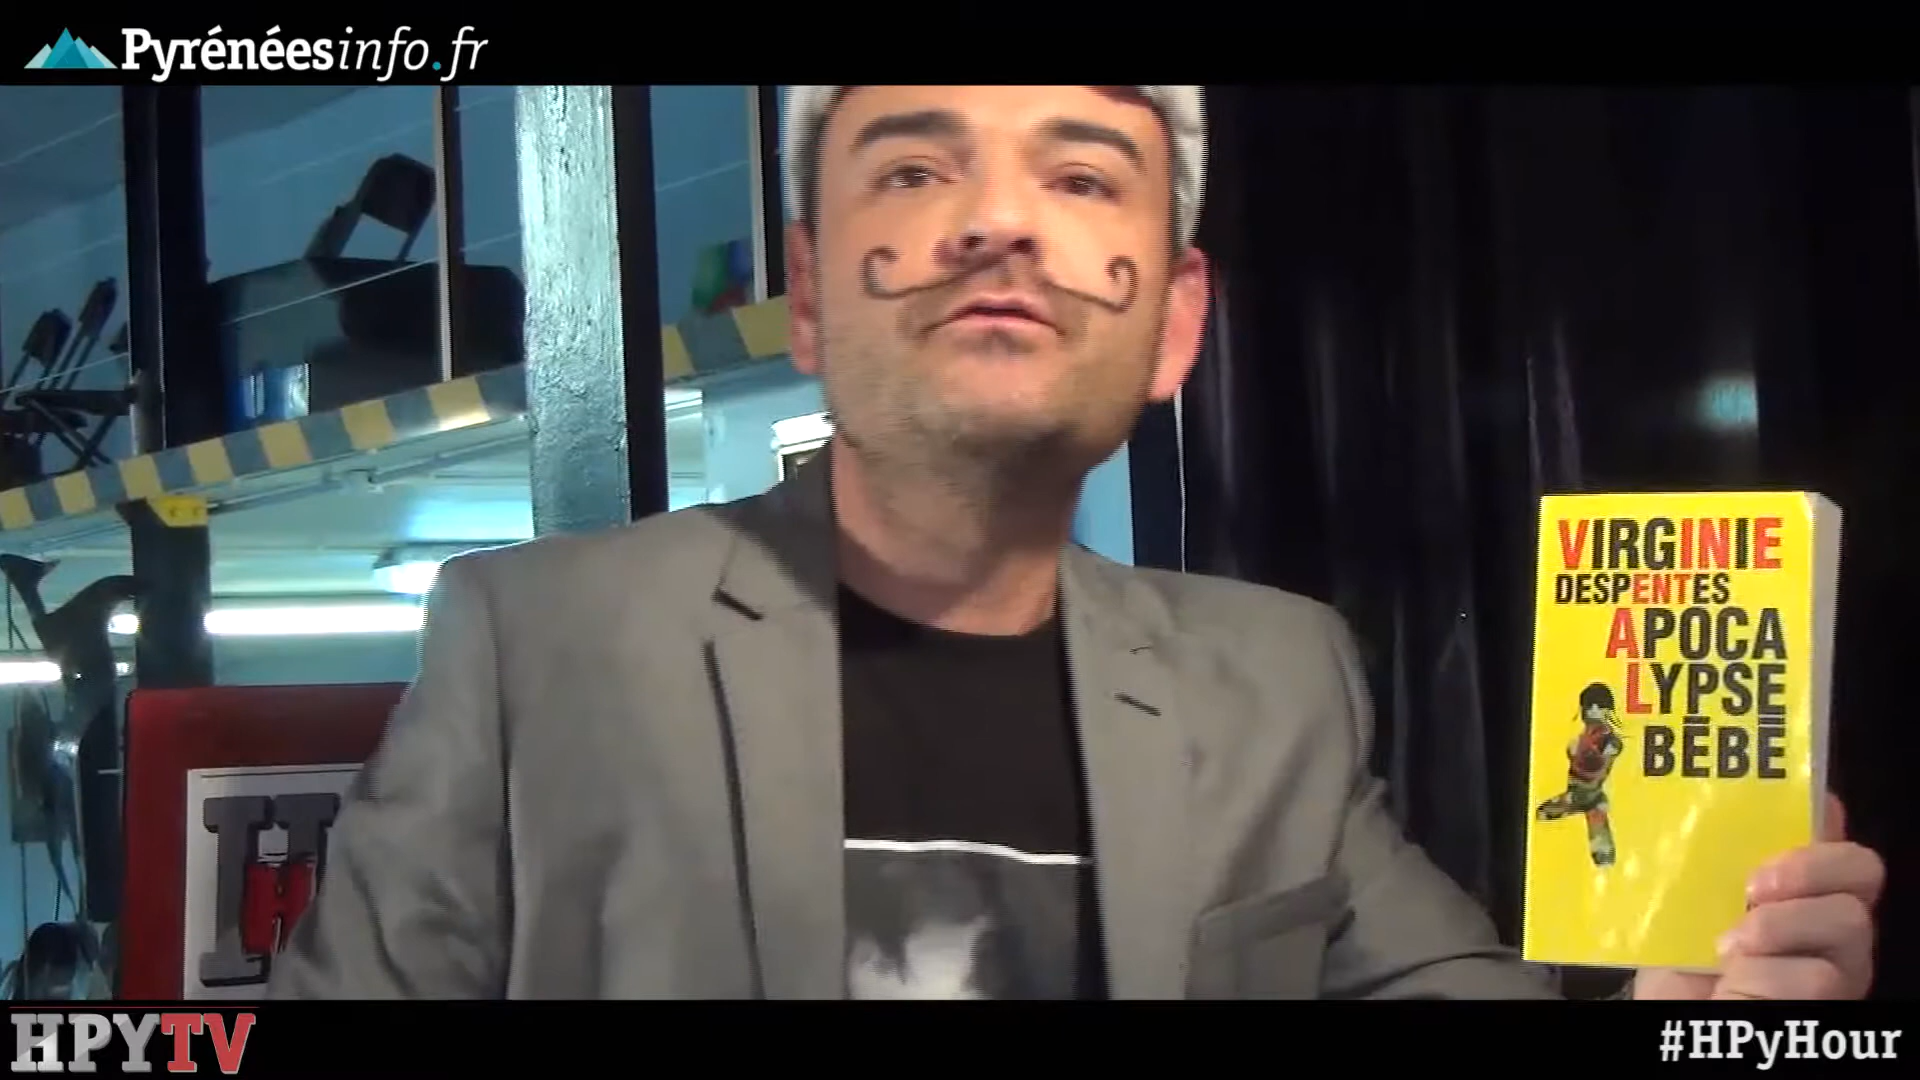 Pyrénéesinfo.fr
VIRGINIE
DESPENTES
APOCA
LYPSE
BÉBÉ
H
HPYTV
#HPyHour